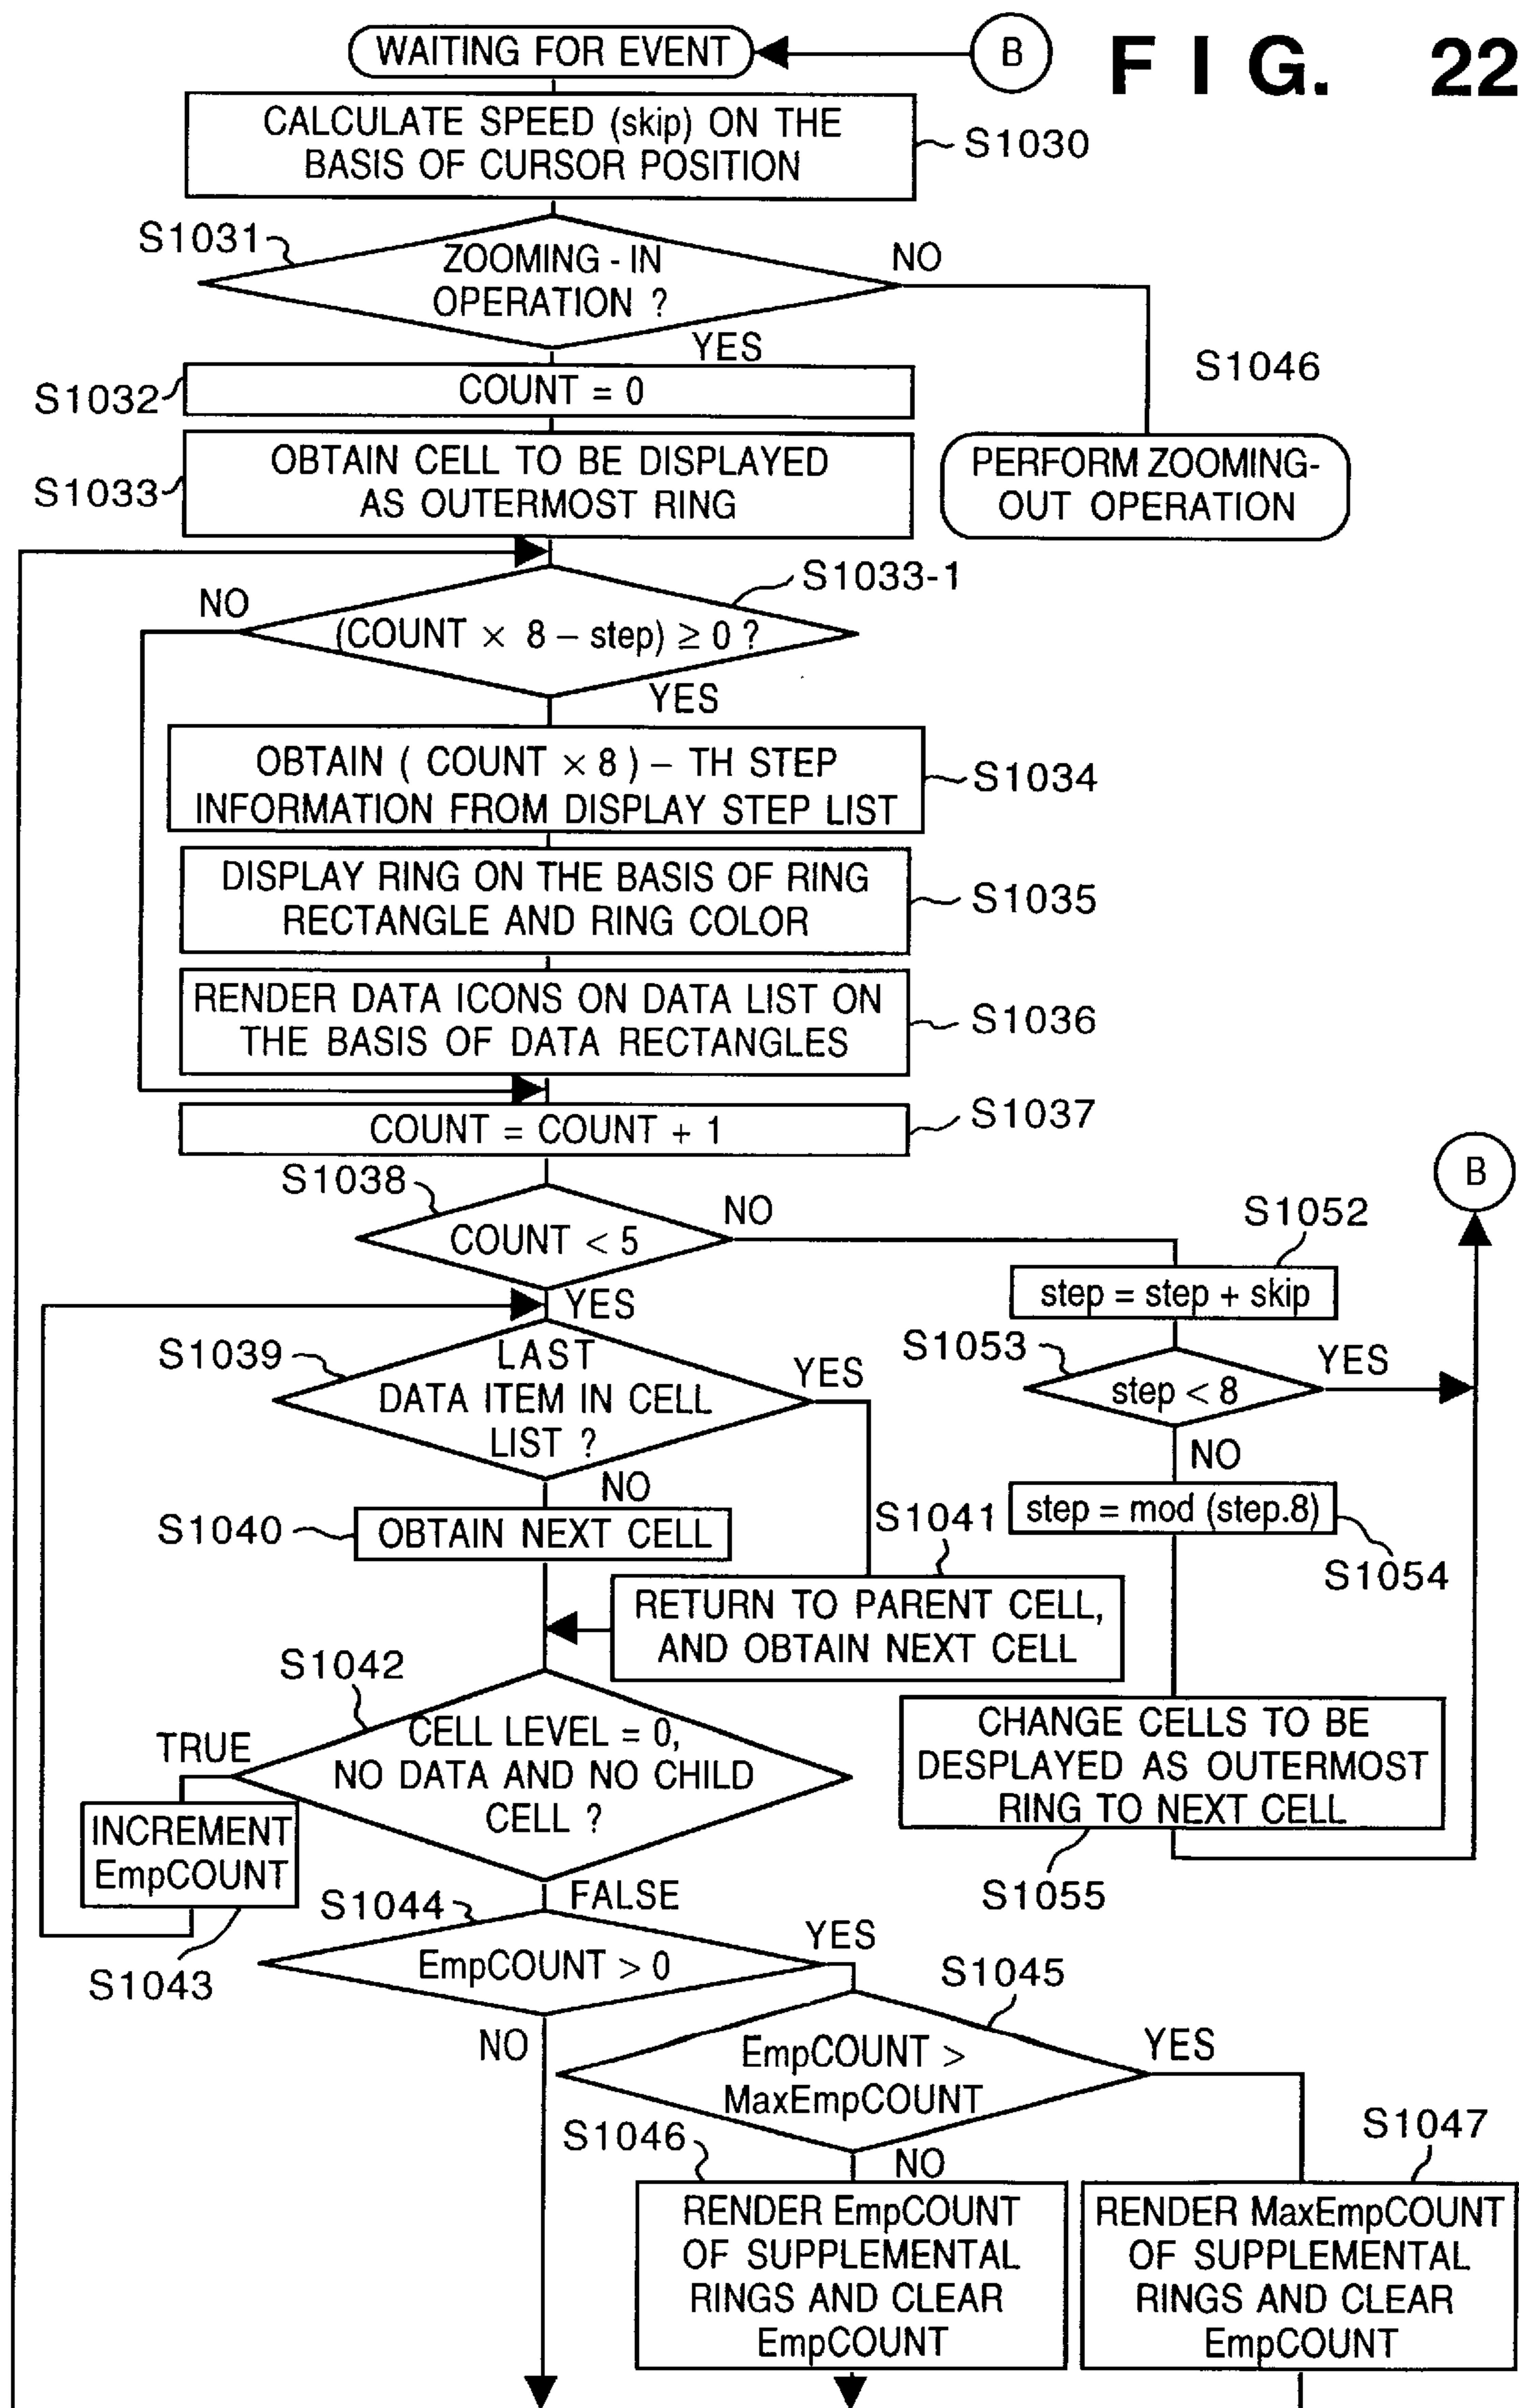 WAITING FOR EVENT
B
FIG. 22
CALCULATE SPEED (skip) ON THE
BASIS OF CURSOR POSITION
S1030
S1031
ZOOMING - IN
OPERATION ?
NO
YES
S1046
S1032
COUNT = 0
S1033
OBTAIN CELL TO BE DISPLAYED
AS OUTERMOST RING
PERFORM ZOOMING-
OUT OPERATION
S1033-1
NO
(COUNT × 8 – step) ≥ 0 ?
YES
OBTAIN ( COUNT × 8 ) – TH STEP
INFORMATION FROM DISPLAY STEP LIST
S1034
DISPLAY RING ON THE BASIS OF RING
RECTANGLE AND RING COLOR
S1035
RENDER DATA ICONS ON DATA LIST ON
THE BASIS OF DATA RECTANGLES
S1036
COUNT = COUNT + 1
S1037
S1038
COUNT < 5
NO
YES
B
S1052
step = step + skip
S1053
step < 8
YES
NO
S1039
LAST
DATA ITEM IN CELL
LIST ?
YES
NO
S1040
OBTAIN NEXT CELL
S1041
step = mod (step.8)
S1054
RETURN TO PARENT CELL,
AND OBTAIN NEXT CELL
S1042
CELL LEVEL = 0,
NO DATA AND NO CHILD
CELL ?
TRUE
CHANGE CELLS TO BE
DESPLAYED AS OUTERMOST
RING TO NEXT CELL
S1055
INCREMENT
EmpCOUNT
S1043
FALSE
S1044
EmpCOUNT > 0
YES
NO
S1045
EmpCOUNT >
MaxEmpCOUNT
YES
NO
S1046
RENDER EmpCOUNT
OF SUPPLEMENTAL
RINGS AND CLEAR
EmpCOUNT
S1047
RENDER MaxEmpCOUNT
OF SUPPLEMENTAL
RINGS AND CLEAR
EmpCOUNT